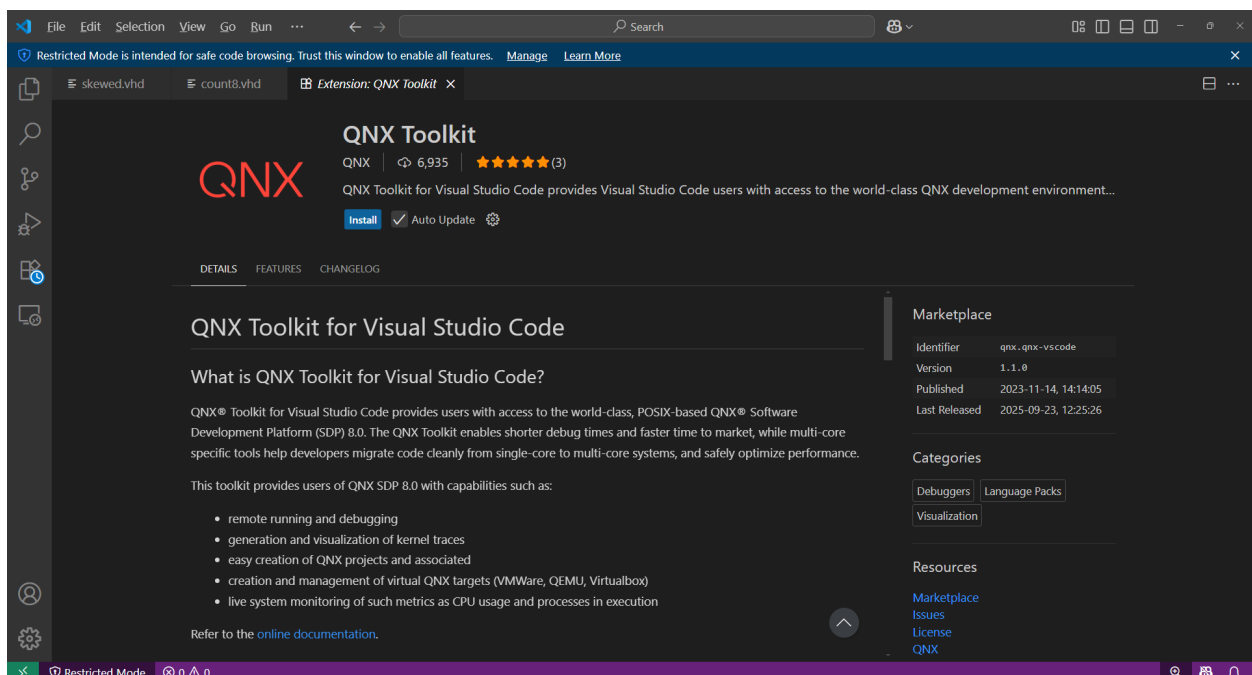 File Edit Selection View Go Run ··· Search
Restricted Mode is intended for safe code browsing. Trust this window to enable all features. Manage Learn More
skewed.vhd count8.vhd Extension: QNX Toolkit
QNX
QNX Toolkit
QNX 6,935 (3)
QNX Toolkit for Visual Studio Code provides Visual Studio Code users with access to the world-class QNX development environment...
Install Auto Update
DETAILS FEATURES CHANGELOG
QNX Toolkit for Visual Studio Code
What is QNX Toolkit for Visual Studio Code?
QNX® Toolkit for Visual Studio Code provides users with access to the world-class, POSIX-based QNX® Software
Development Platform (SDP) 8.0. The QNX Toolkit enables shorter debug times and faster time to market, while multi-core
specific tools help developers migrate code cleanly from single-core to multi-core systems, and safely optimize performance.
This toolkit provides users of QNX SDP 8.0 with capabilities such as:
• remote running and debugging
• generation and visualization of kernel traces
• easy creation of QNX projects and associated
• creation and management of virtual QNX targets (VMWare, QEMU, Virtualbox)
• live system monitoring of such metrics as CPU usage and processes in execution
Refer to the online documentation.
Marketplace
Identifier qnx.qnx-vscode
Version 1.1.0
Published 2023-11-14, 14:14:05
Last Released 2025-09-23, 12:25:26
Categories
Debuggers Language Packs
Visualization
Resources
Marketplace
Issues
License
QNX
Restricted Mode 0 0